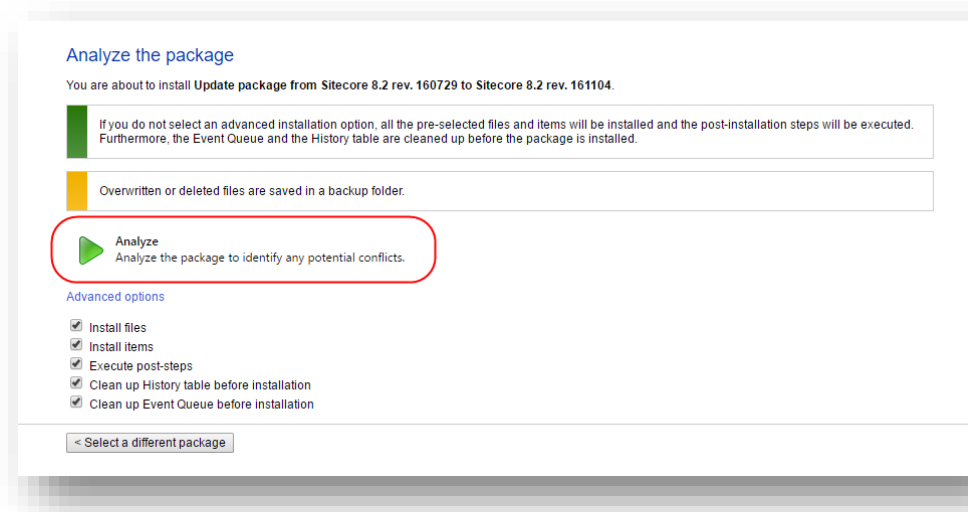 Analyze the package
You are about to install Update package from Sitecore 8.2 rev. 160729 to Sitecore 8.2 rev. 161104.
If you do not select an advanced installation option, all the pre-selected files and items will be installed and the post-installation steps will be executed.
Furthermore, the Event Queue and the History table are cleaned up before the package is installed.
Overwritten or deleted files are saved in a backup folder.
Analyze
Analyze the package to identify any potential conflicts.
Advanced options
Install files
Install items
Execute post-steps
Clean up History table before installation
Clean up Event Queue before installation
< Select a different package